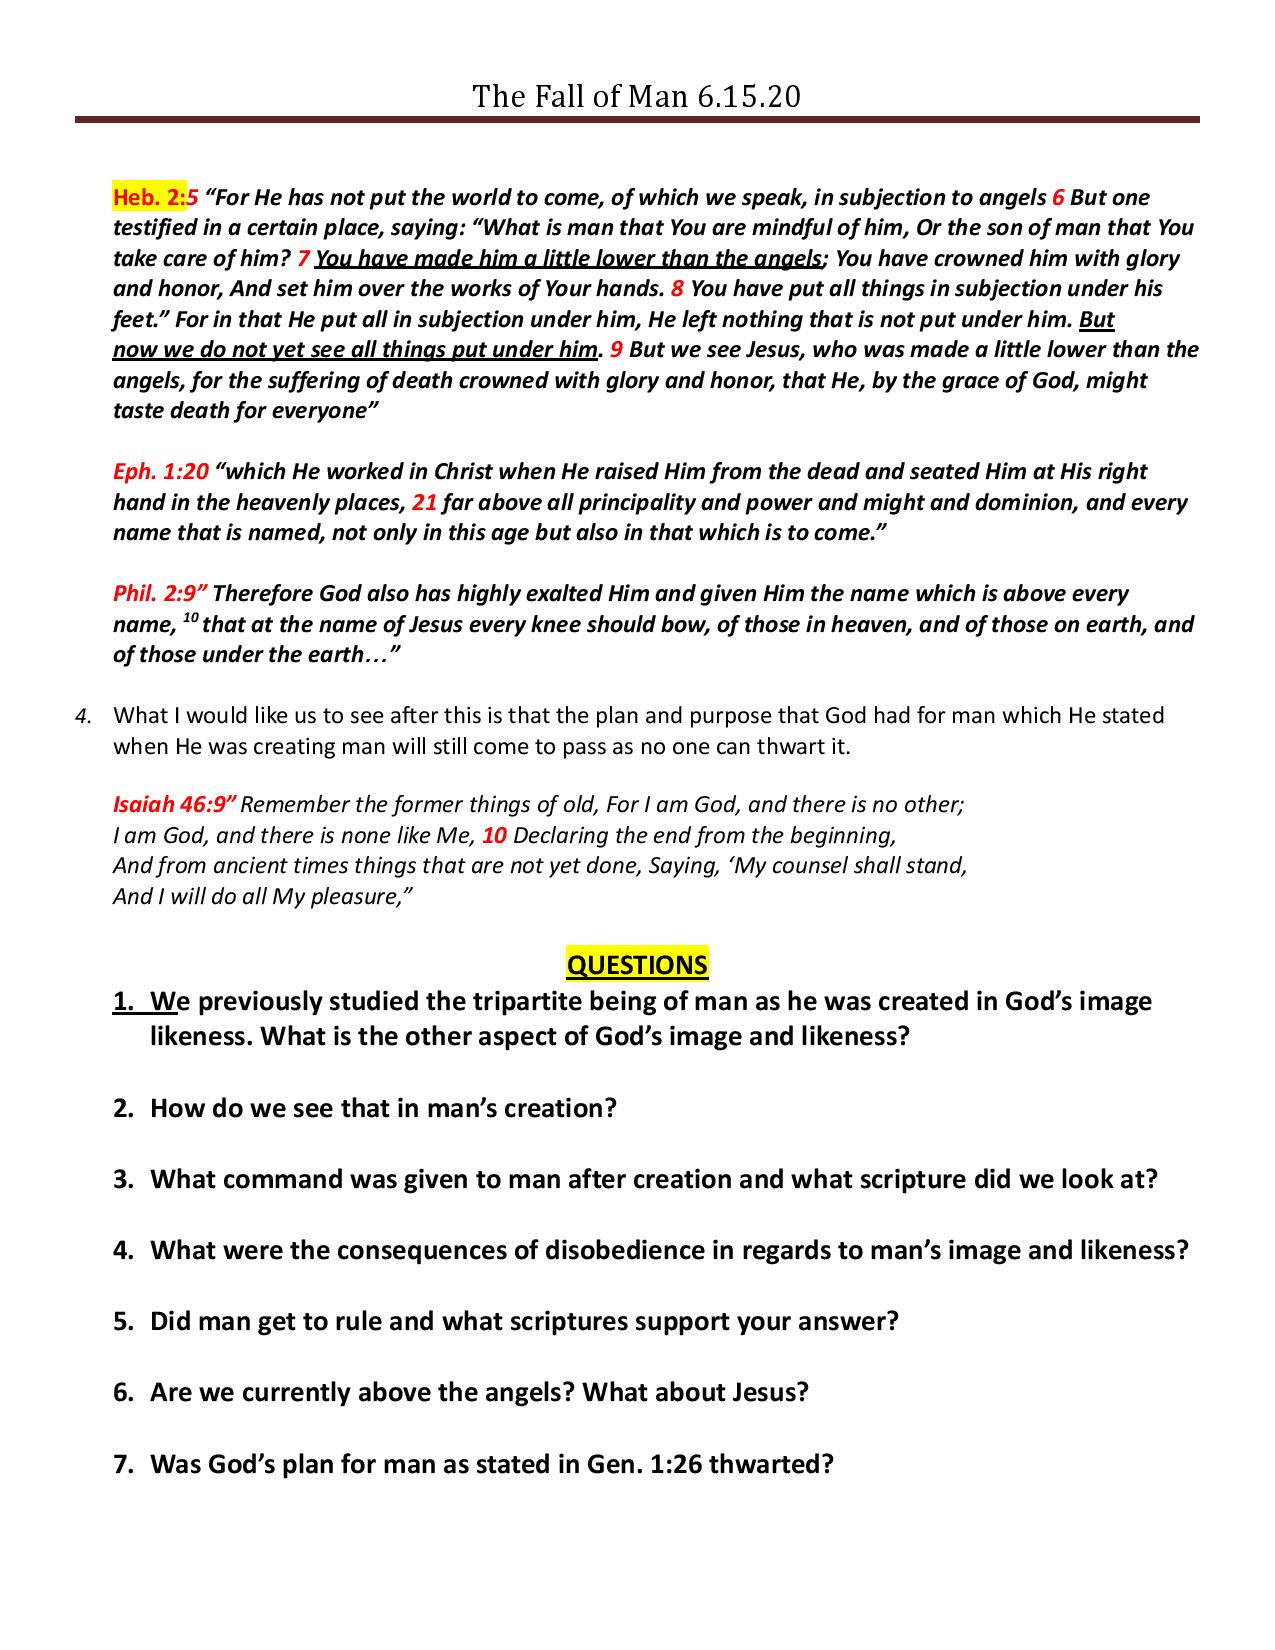 The Fall of Man 6.15.20
Heb. 2:5 “For He has not put the world to come, of which we speak, in subjection to angels 6 But one
testified in a certain place, saying: “What is man that You are mindful of him, Or the son of man that You
take care of him? 7 You have made him a little lower than the angels; You have crowned him with glory
and honor, And set him over the works of Your hands. 8 You have put all things in subjection under his
feet.” For in that He put all in subjection under him, He left nothing that is not put under him. But
now we do not yet see all things put under him. 9 But we see Jesus, who was made a little lower than the
angels, for the suffering of death crowned with glory and honor, that He, by the grace of God, might
taste death for everyone”
Eph. 1:20 “which He worked in Christ when He raised Him from the dead and seated Him at His right
hand in the heavenly places, 21 far above all principality and power and might and dominion, and every
name that is named, not only in this age but also in that which is to come.”
Phil. 2:9” Therefore God also has highly exalted Him and given Him the name which is above every
name, 10 that at the name of Jesus every knee should bow, of those in heaven, and of those on earth, and
of those under the earth…”
4. What I would like us to see after this is that the plan and purpose that God had for man which He stated
when He was creating man will still come to pass as no one can thwart it.
Isaiah 46:9” Remember the former things of old, For I am God, and there is no other;
I am God, and there is none like Me, 10 Declaring the end from the beginning,
And from ancient times things that are not yet done, Saying, ‘My counsel shall stand,
And I will do all My pleasure,”
QUESTIONS
1. We previously studied the tripartite being of man as he was created in God’s image
likeness. What is the other aspect of God’s image and likeness?
2. How do we see that in man’s creation?
3. What command was given to man after creation and what scripture did we look at?
4. What were the consequences of disobedience in regards to man’s image and likeness?
5. Did man get to rule and what scriptures support your answer?
6. Are we currently above the angels? What about Jesus?
7. Was God’s plan for man as stated in Gen. 1:26 thwarted?